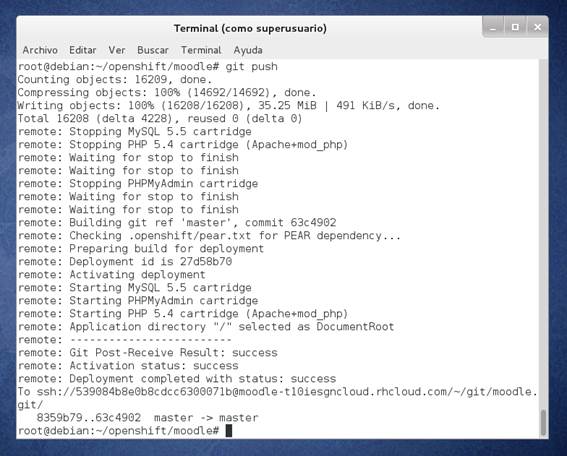 Terminal (como superusuario)
Archivo Editar Ver Buscar Terminal Ayuda
root@debian:~/openshift/moodle# git push
Counting objects: 16209, done.
Compressing objects: 100% (14692/14692), done.
Writing objects: 100% (16208/16208), 35.25 MiB | 491 KiB/s, done.
Total 16208 (delta 4228), reused 0 (delta 0)
remote: Stopping MySQL 5.5 cartridge
remote: Stopping PHP 5.4 cartridge (Apache+mod_php)
remote: Waiting for stop to finish
remote: Waiting for stop to finish
remote: Stopping PHPMyAdmin cartridge
remote: Waiting for stop to finish
remote: Waiting for stop to finish
remote: Building git ref 'master', commit 63c4902
remote: Checking .openshift/pear.txt for PEAR dependency...
remote: Preparing build for deployment
remote: Deployment id is 27d58b70
remote: Activating deployment
remote: Starting MySQL 5.5 cartridge
remote: Starting PHPMyAdmin cartridge
remote: Starting PHP 5.4 cartridge (Apache+mod_php)
remote: Application directory "/" selected as DocumentRoot
remote: -------------------------
remote: Git Post-Receive Result: success
remote: Activation status: success
remote: Deployment completed with status: success
To ssh://539084b8e0b8cdcc6300071b@moodle-t10iesgncloud.rhcloud.com/~/git/moodle.
git/
8359b79..63c4902 master -> master
root@debian:~/openshift/moodle#